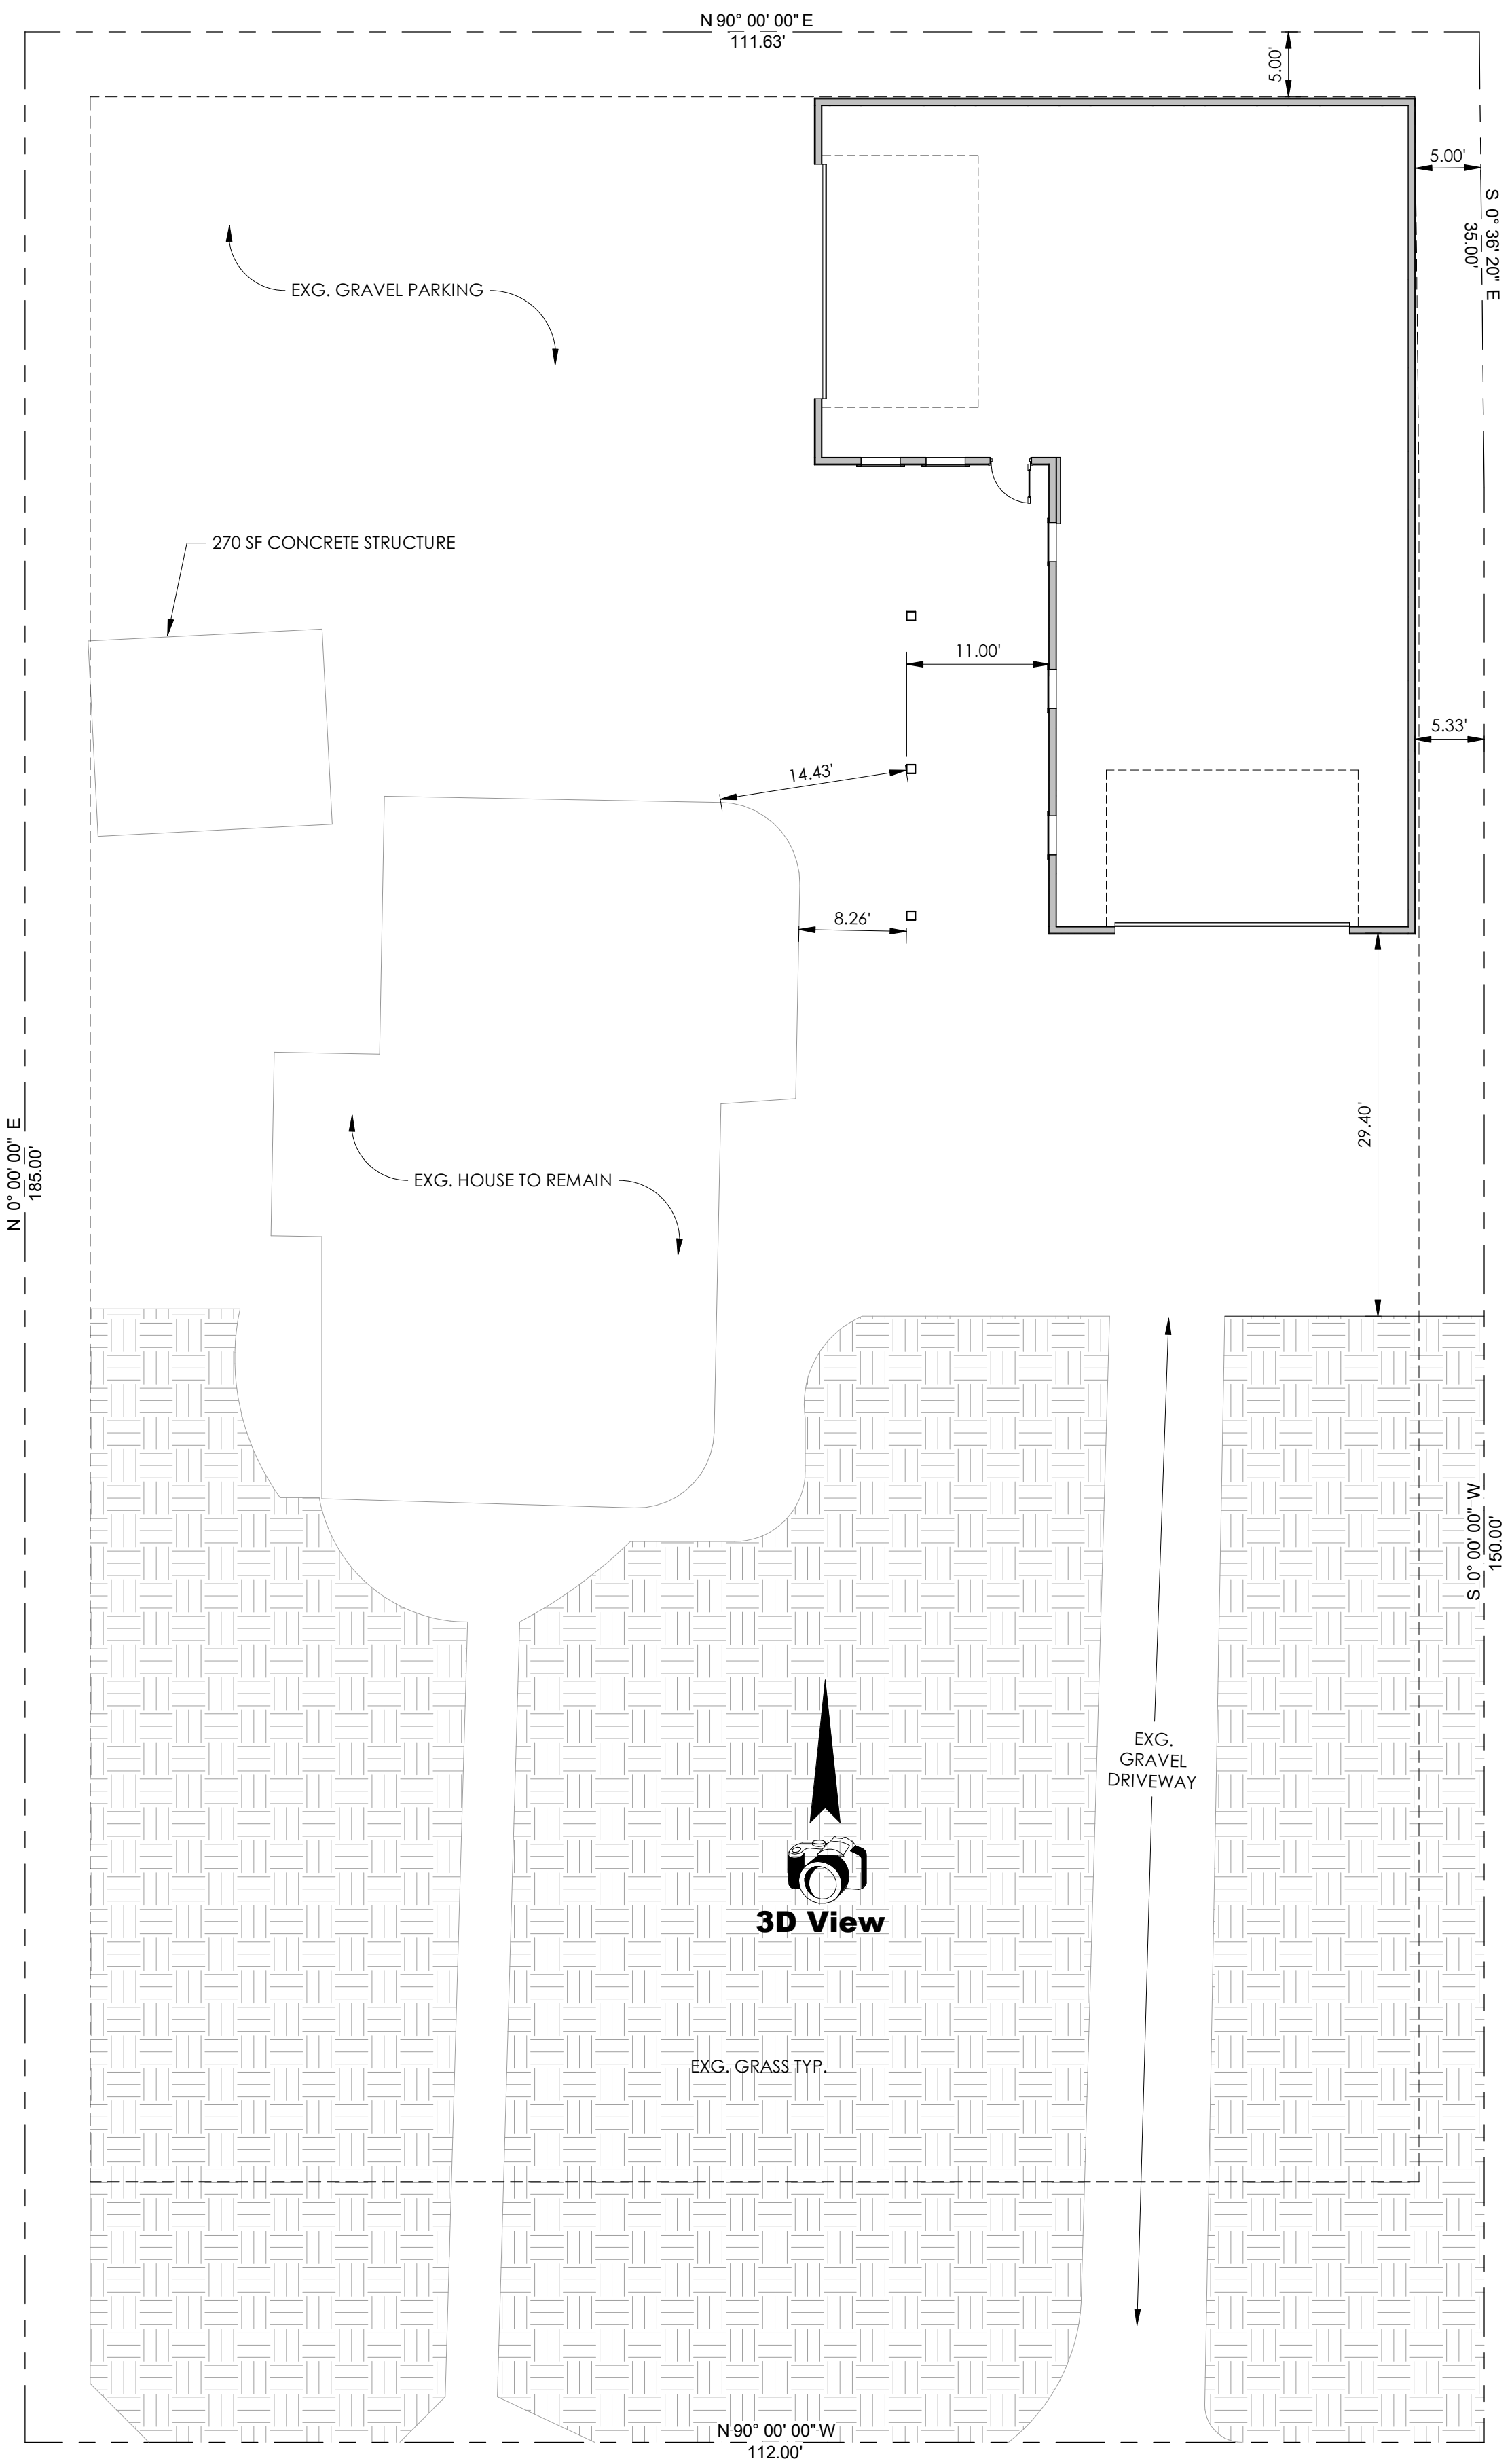 N 90° 00' 00" E
111.63'
5.00'
5.00'
S 0° 36' 20" E
35.00'
EXG. GRAVEL PARKING
270 SF CONCRETE STRUCTURE
11.00'
5.33'
14.43'
8.26'
29.40'
N 0° 00' 00" E
185.00'
EXG. HOUSE TO REMAIN
S 0° 00' 00" W
150.00'
EXG.
GRAVEL
DRIVEWAY
3D View
EXG. GRASS TYP.
N 90° 00' 00" W
112.00'